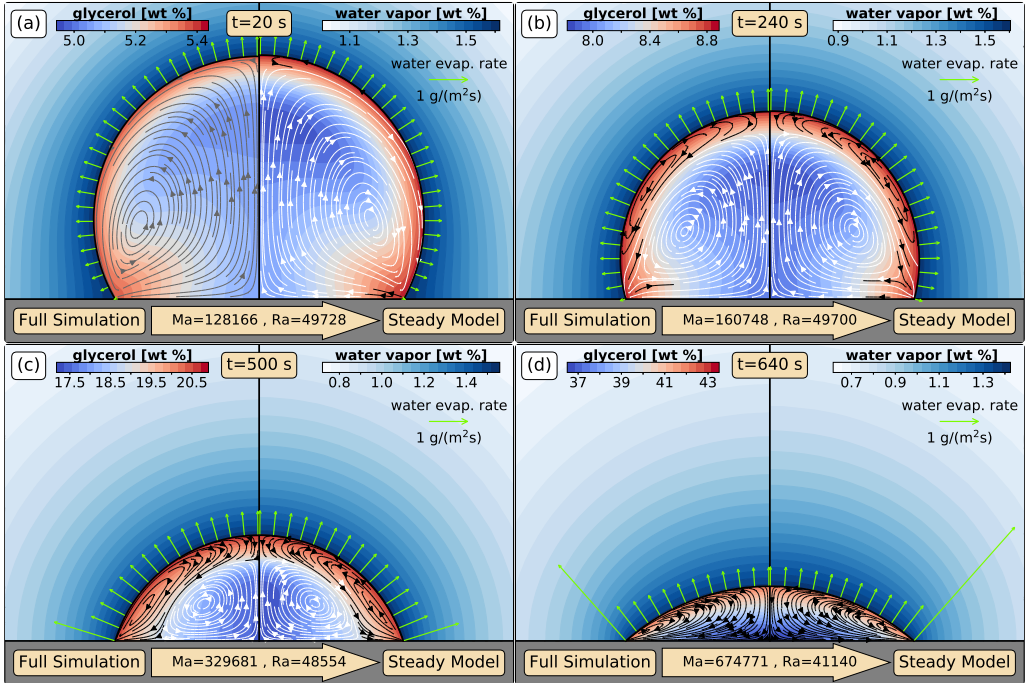 (a)
glycerol [wt %]
5.0 5.2 5.4
t=20 s
water vapor [wt %]
1.1 1.3 1.5
water evap. rate
1 g/(m²s)
Full Simulation
Ma=128166 , Ra=49728
Steady Model
(b)
glycerol [wt %]
8.0 8.4 8.8
t=240 s
water vapor [wt %]
0.9 1.1 1.3 1.5
water evap. rate
1 g/(m²s)
Full Simulation
Ma=160748 , Ra=49700
Steady Model
(c)
glycerol [wt %]
17.5 18.5 19.5 20.5
t=500 s
water vapor [wt %]
0.8 1.0 1.2 1.4
water evap. rate
1 g/(m²s)
Full Simulation
Ma=329681 , Ra=48554
Steady Model
(d)
glycerol [wt %]
37 39 41 43
t=640 s
water vapor [wt %]
0.7 0.9 1.1 1.3
water evap. rate
1 g/(m²s)
Full Simulation
Ma=674771 , Ra=41140
Steady Model